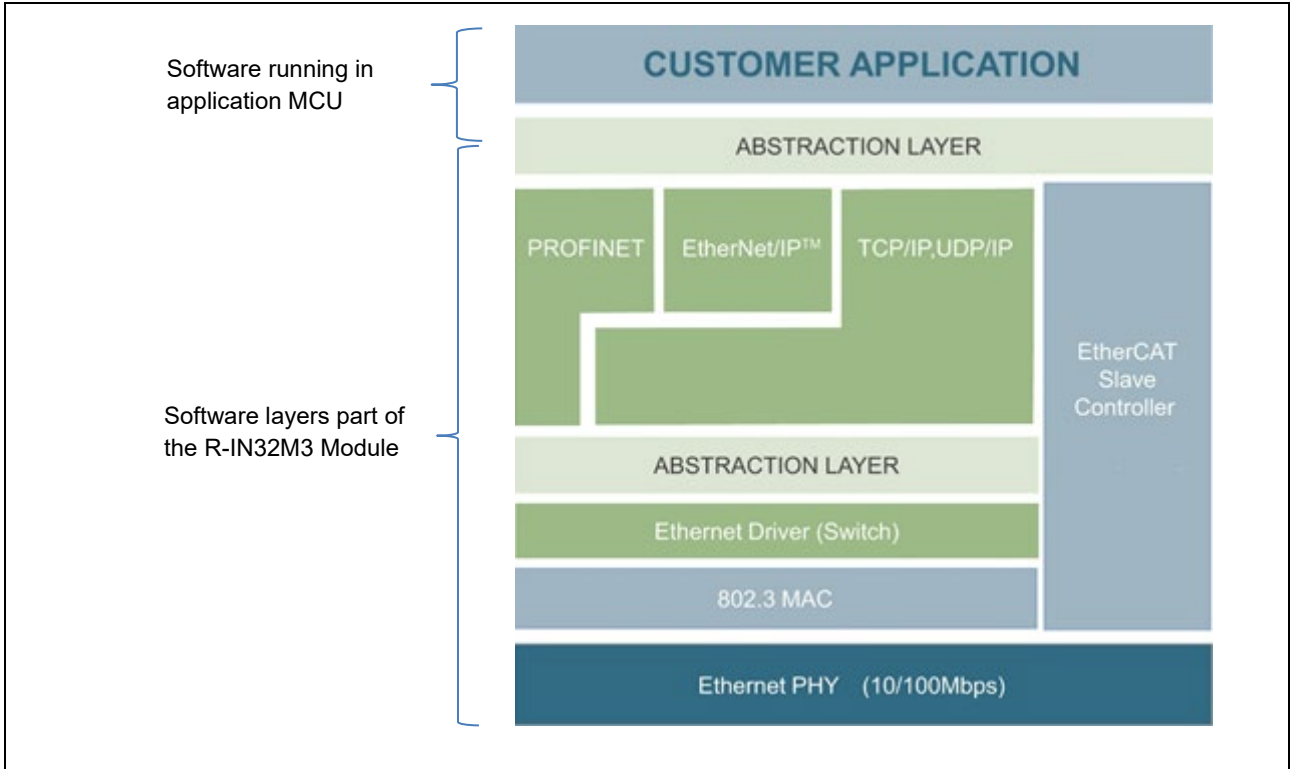 Software running in
application MCU
CUSTOMER APPLICATION
ABSTRACTION LAYER
PROFINET
EtherNet/IP™
TCP/IP,UDP/IP
EtherCAT
Slave
Controller
Software layers part of
the R-IN32M3 Module
ABSTRACTION LAYER
Ethernet Driver (Switch)
802.3 MAC
Ethernet PHY (10/100Mbps)